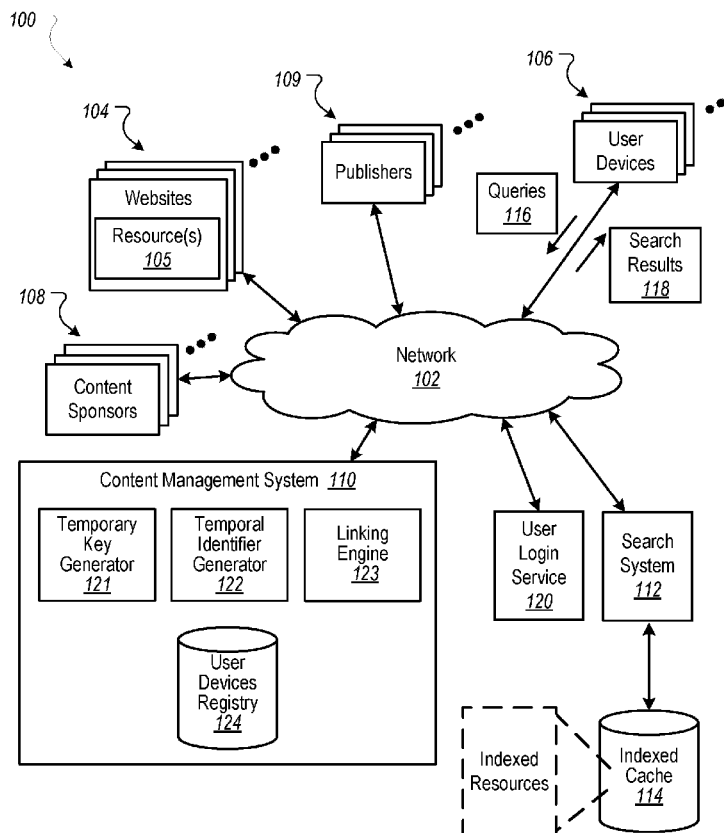 100
104
109
106
Websites
Resource(s)
105
Publishers
User
Devices
Queries
116
Search
Results
118
108
Content
Sponsors
Network
102
Content Management System 110
Temporary
Key
Generator
121
Temporal
Identifier
Generator
122
Linking
Engine
123
User
Devices
Registry
124
User
Login
Service
120
Search
System
112
Indexed
Resources
Indexed
Cache
114